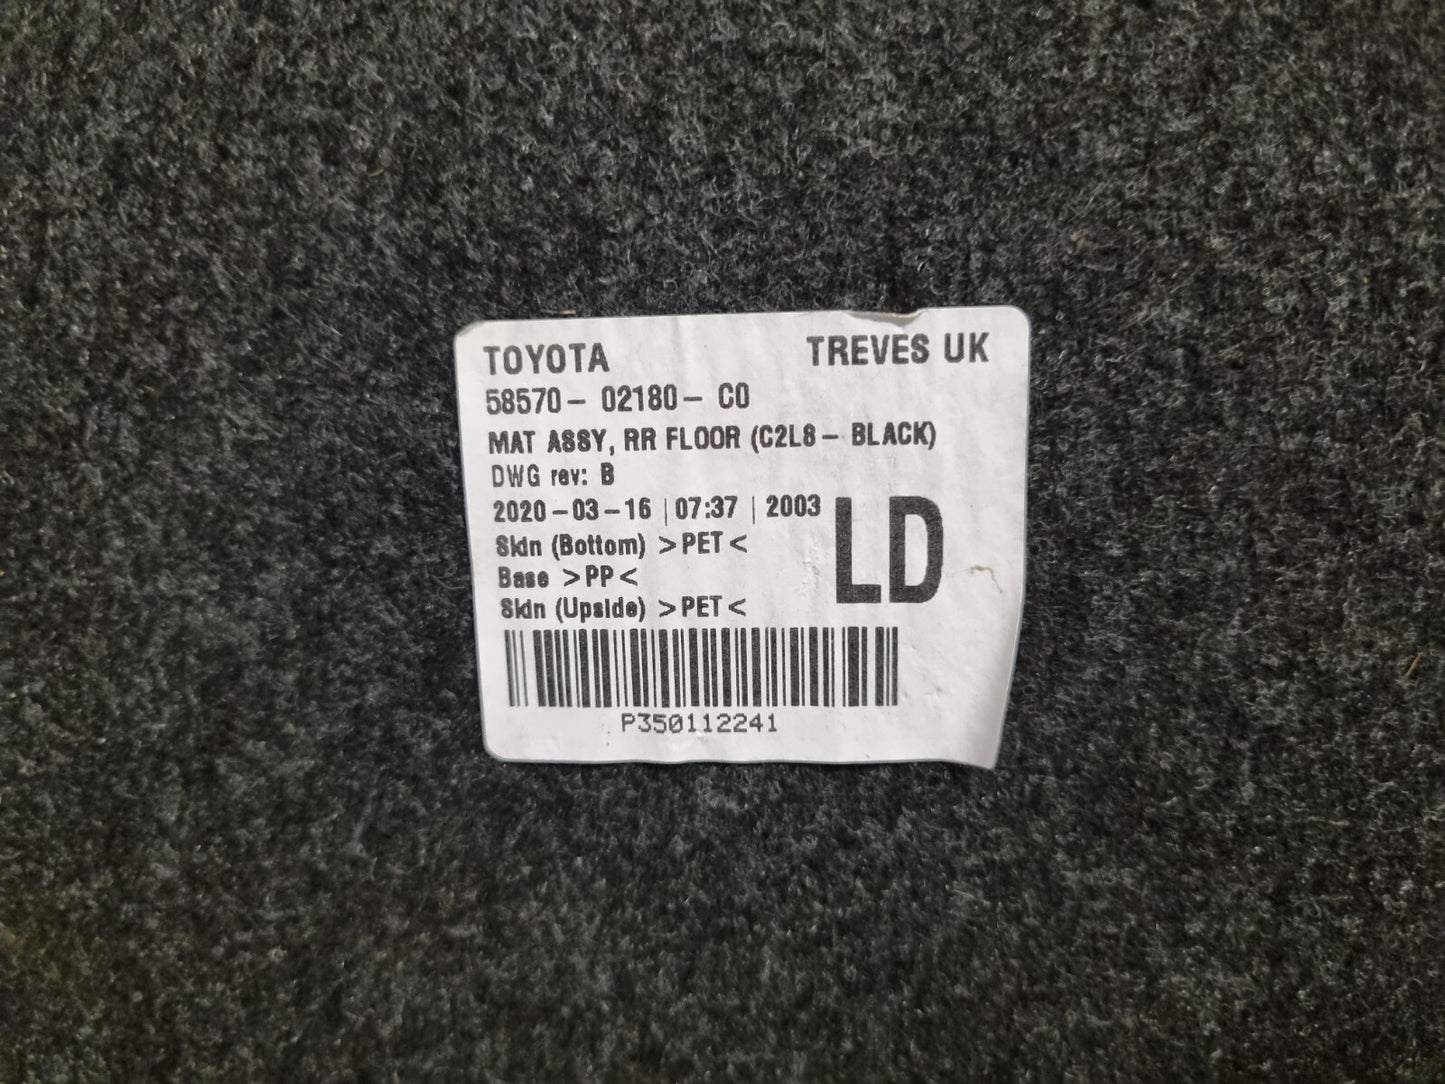 TOYOTA TREVES UK
58570- 02180- C0
MAT ASSY, RR FLOOR (C2L8- BLACK)
DWG rev: B
2020-03-16 | 07:37 | 2003
LD
Skin (Bottom) >PET<
Base >PP<
Skin (Upside) >PET<
P350112241